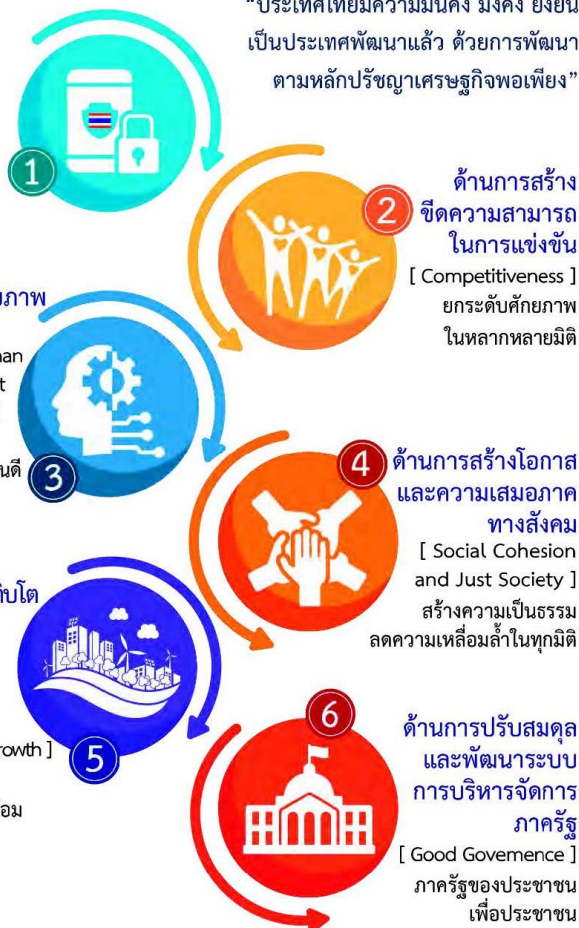 “ประเทศไทยมีความมั่นคง มั่งคั่ง ยั่งยืน
เป็นประเทศพัฒนาแล้ว ด้วยการพัฒนา
ตามหลักปรัชญาเศรษฐกิจพอเพียง”
1
2
ด้านการสร้าง
ขีดความสามารถ
ในการแข่งขัน
[ Competitiveness ]
ยกระดับศักยภาพ
ในหลากหลายมิติ
3
4
ด้านการสร้างโอกาส
และความเสมอภาค
ทางสังคม
[ Social Cohesion
and Just Society ]
สร้างความเป็นธรรม
ลดความเหลื่อมล้ำในทุกมิติ
rowth ]
5
6
ด้านการปรับสมดุล
และพัฒนาระบบ
การบริหารจัดการ
ภาครัฐ
[ Good Govemence ]
ภาครัฐของประชาชน
เพื่อประชาชน